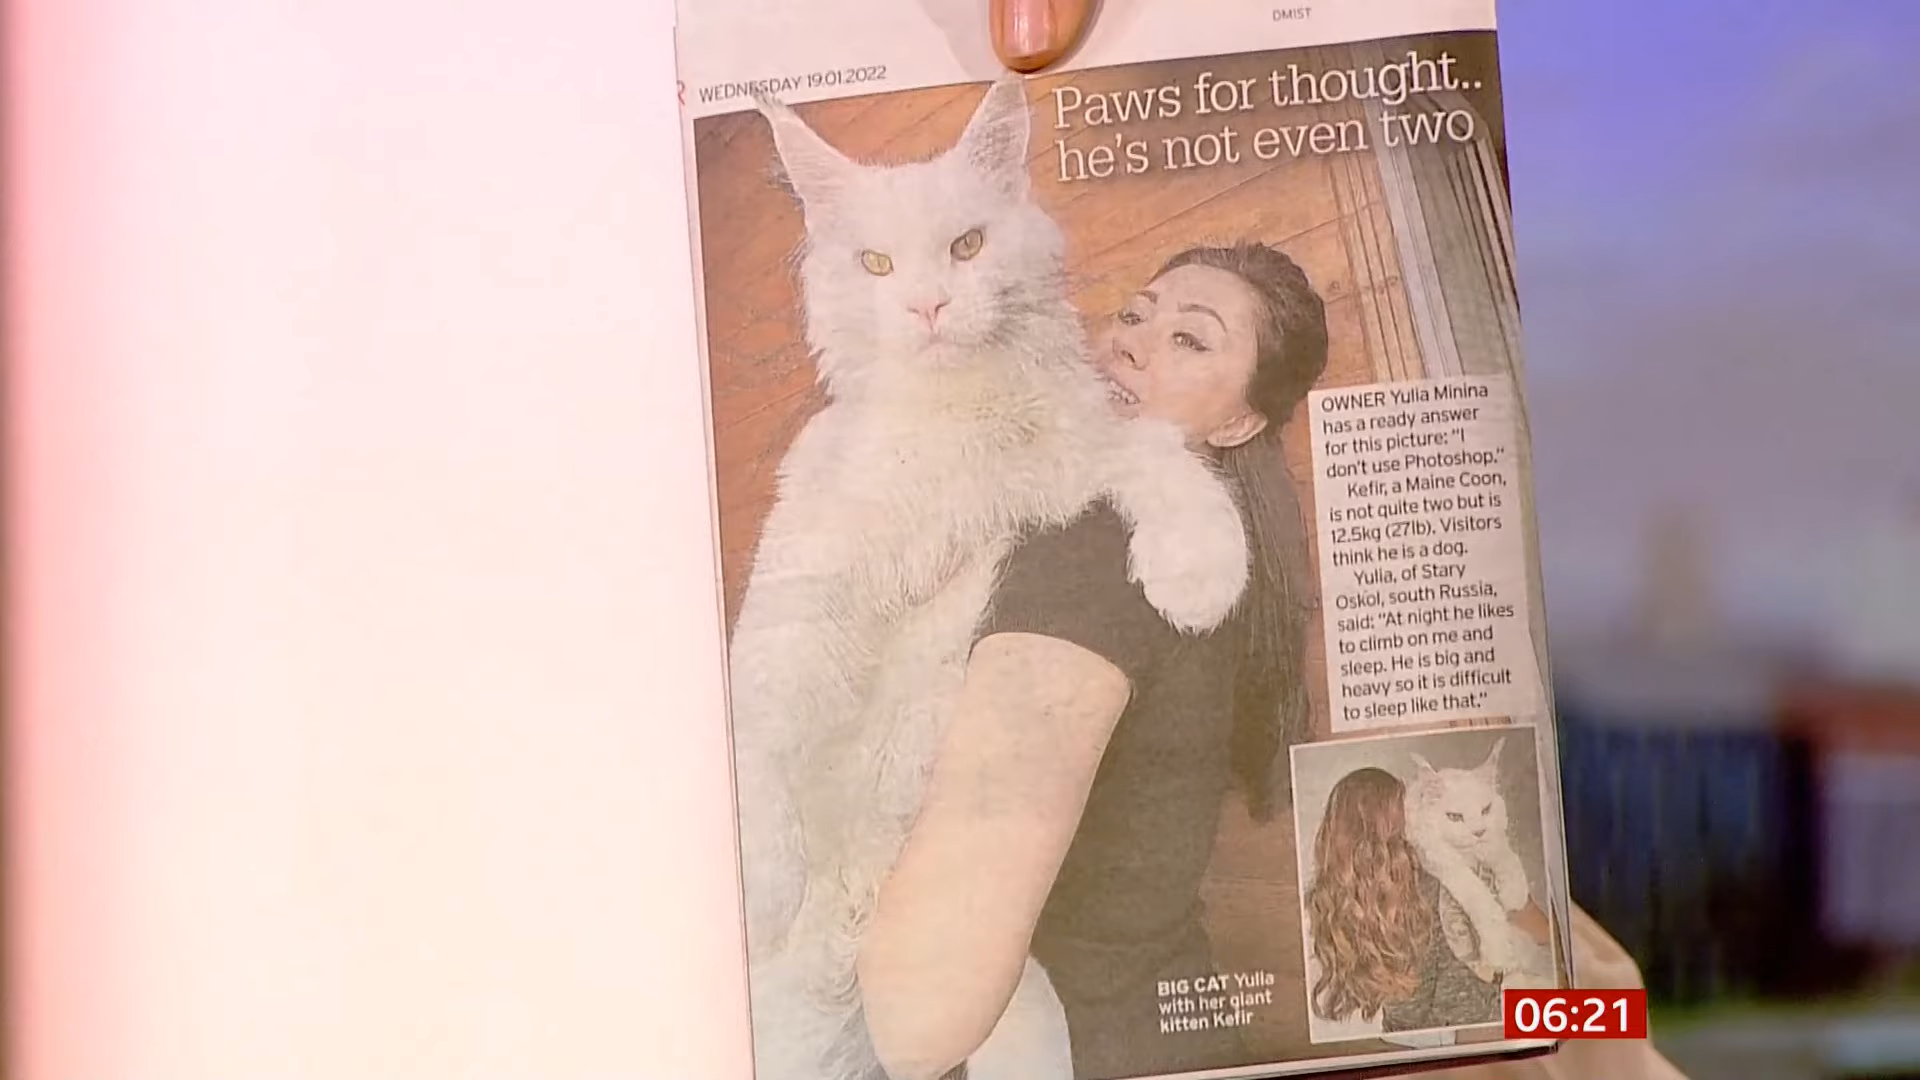 DMIST
WEDNESDAY 19.01.2022
Paws for thought..
he's not even two
OWNER Yulia Minina
has a ready answer
for this picture: "I
don't use Photoshop."
Kefir, a Maine Coon,
is not quite two but is
12.5kg (27lb). Visitors
think he is a dog.
Yulia, of Stary
Oskol, south Russia,
said: "At night he likes
to climb on me and
sleep. He is big and
heavy so it is difficult
to sleep like that."
BIG CAT Yulia
with her giant
kitten Kefir
06:21